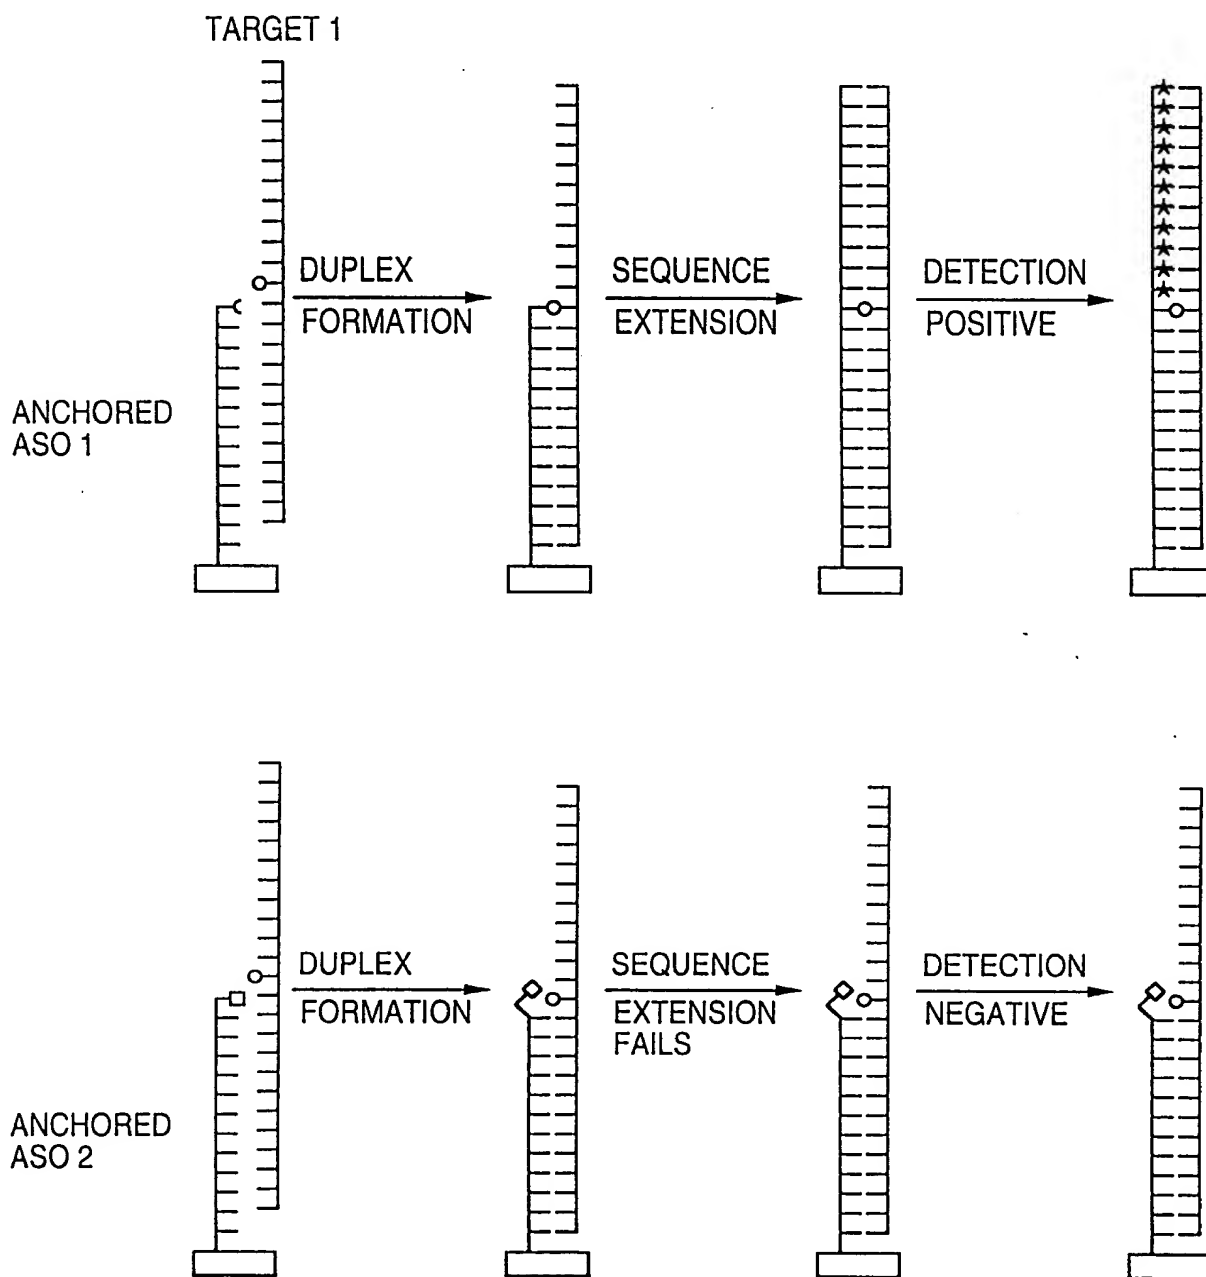 TARGET 1
DUPLEX
FORMATION
SEQUENCE
EXTENSION
DETECTION
POSITIVE
ANCHORED
ASO 1
DUPLEX
FORMATION
SEQUENCE
EXTENSION
FAILS
DETECTION
NEGATIVE
ANCHORED
ASO 2